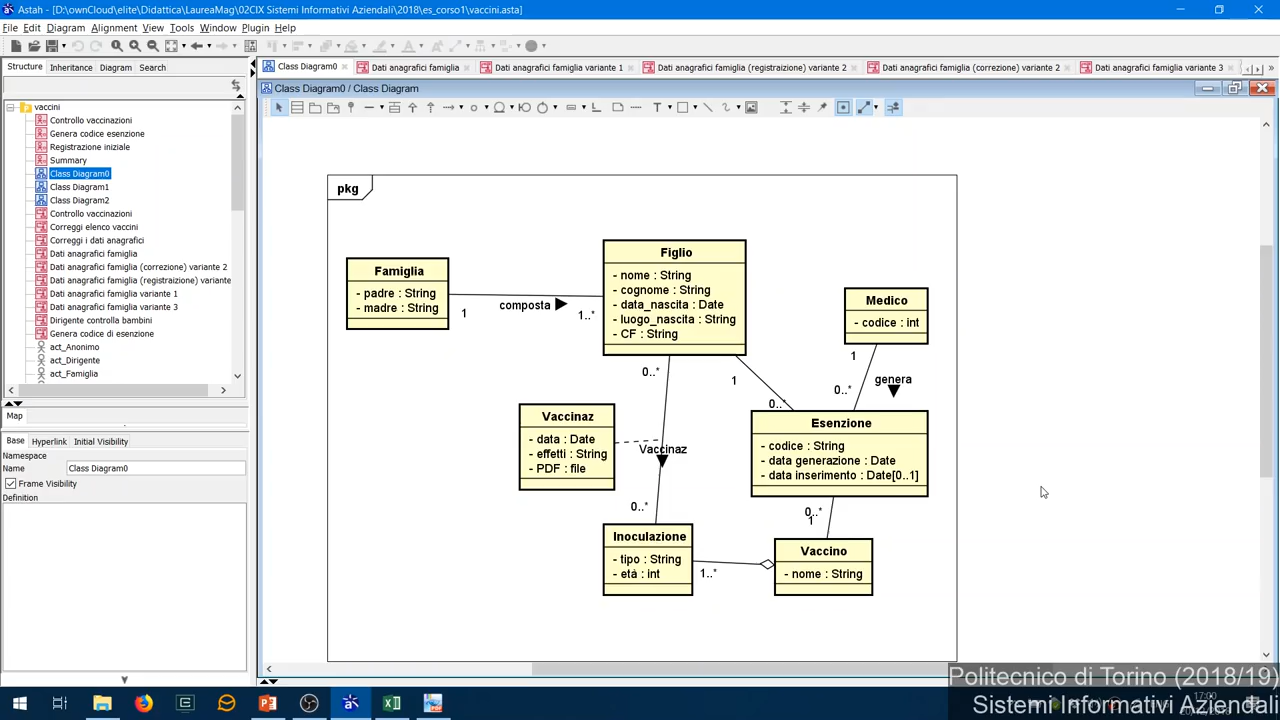 Astah - [D:\ownCloud\elite\Didattica\LaureaMag\02CIX Sistemi Informativi Aziendali\2018\es_corso1\vaccini.asta]
File Edit Diagram Alignment View Tools Window Plugin Help
Structure Inheritance Diagram Search
Class Diagram0 Dati anagrafici famiglia Dati anagrafici famiglia variante 1 Dati anagrafici famiglia (registrazione) variante 2 Dati anagrafici famiglia (correzione) variante 2 Dati anagrafici famiglia variante 3
Class Diagram0 / Class Diagram
vaccini
Controllo vaccinazioni
Genera codice esenzione
Registrazione iniziale
Summary
Class Diagram0
Class Diagram1
Class Diagram2
Controllo vaccinazioni
Correggi elenco vaccini
Correggi i dati anagrafici
Dati anagrafici famiglia
Dati anagrafici famiglia (correzione) variante 2
Dati anagrafici famiglia (registraizione) variante
Dati anagrafici famiglia variante 1
Dati anagrafici famiglia variante 3
Dirigente controlla bambini
Genera codice di esenzione
act_Anonimo
act_Dirigente
act_Famiglia
Map
Base Hyperlink Initial Visibility
Namespace
Name Class Diagram0
Frame Visibility
Definition
pkg
Famiglia
- padre : String
- madre : String
1
composta
1..*
Figlio
- nome : String
- cognome : String
- data_nascita : Date
- luogo_nascita : String
- CF : String
Medico
- codice : int
1
genera
0..*
0..*
1
0..*
Vaccinaz
- data : Date
- effetti : String
- PDF : file
Vaccinaz
0..*
Esenzione
- codice : String
- data generazione : Date
- data inserimento : Date[0..1]
0..*
1
Inoculazione
- tipo : String
- età : int
1..*
Vaccino
- nome : String
Politecnico di Torino (2018/19)
Sistemi Informativi Aziendali
17:00